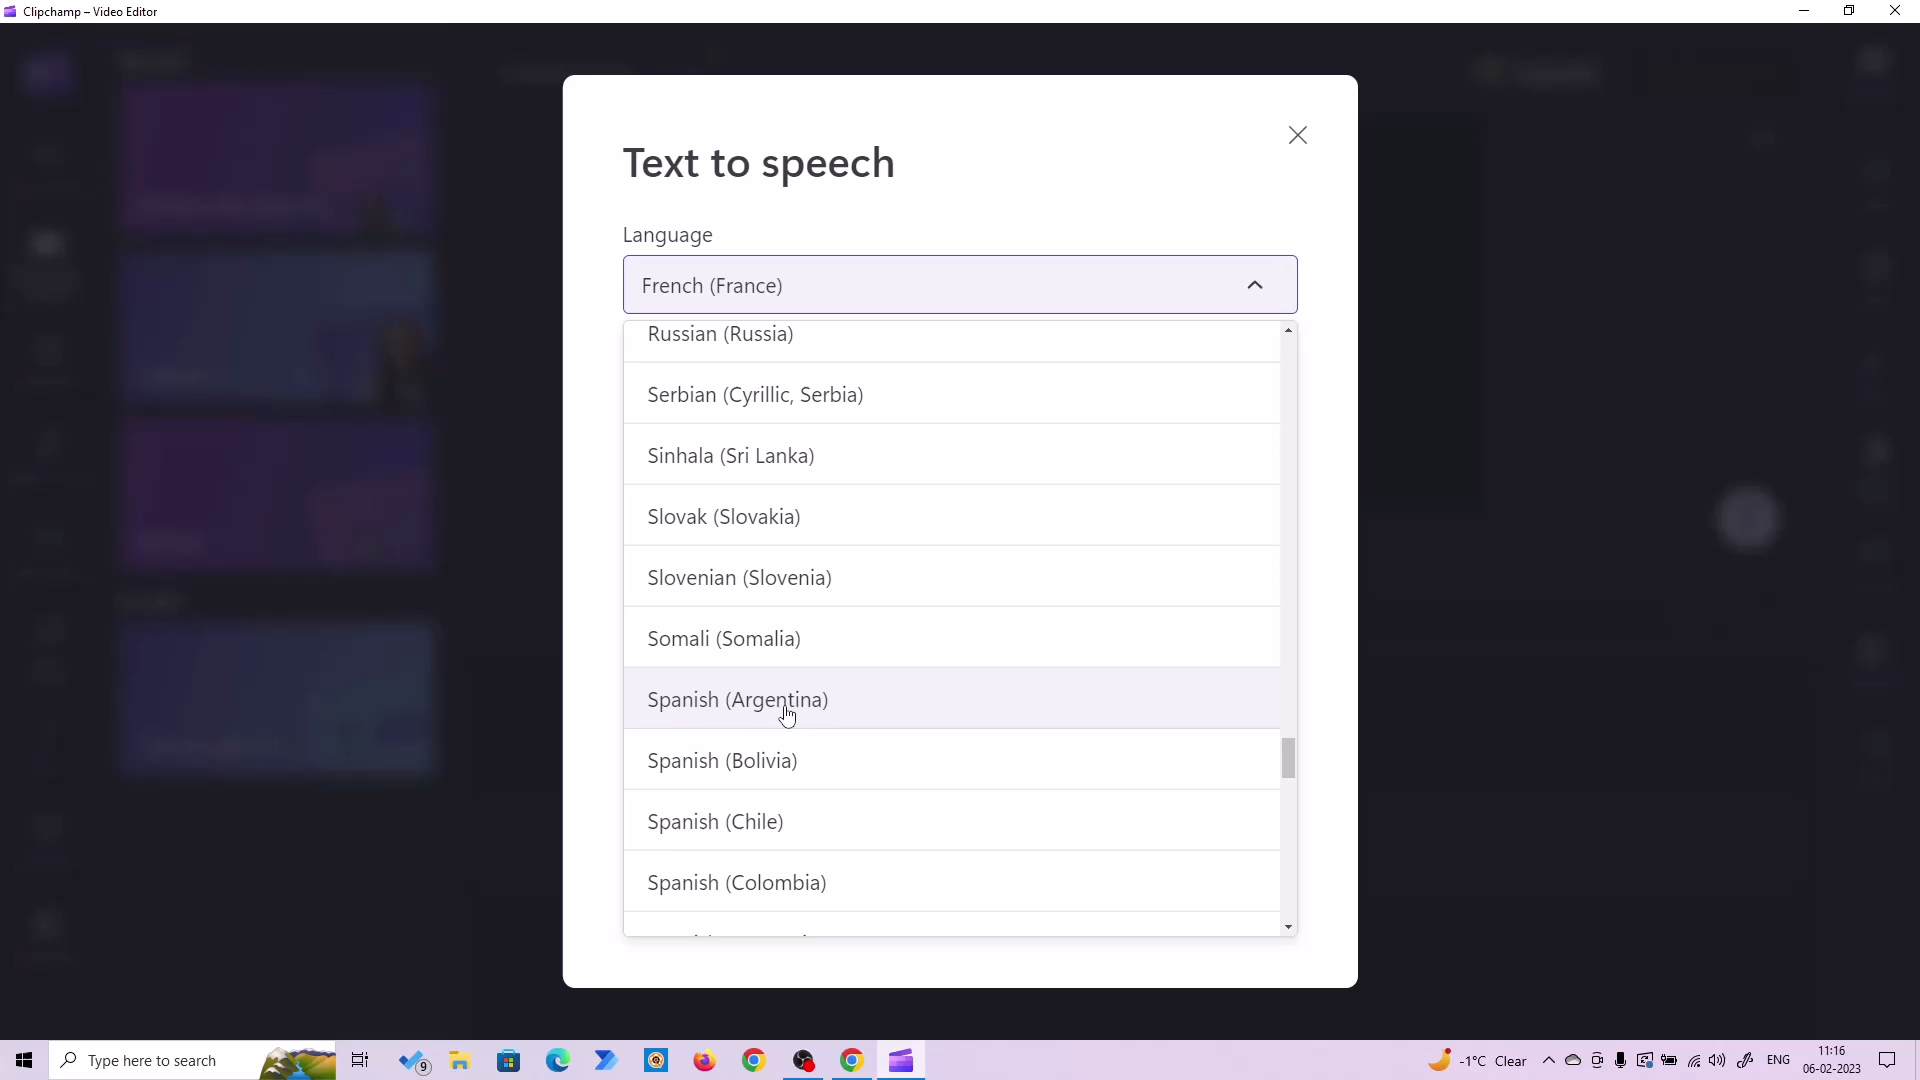 Clipchamp – Video Editor
Text to speech
Language
French (France)
Russian (Russia)
Serbian (Cyrillic, Serbia)
Sinhala (Sri Lanka)
Slovak (Slovakia)
Slovenian (Slovenia)
Somali (Somalia)
Spanish (Argentina)
Spanish (Bolivia)
Spanish (Chile)
Spanish (Colombia)
Type here to search
9
-1°C Clear
ENG
11:16
06-02-2023